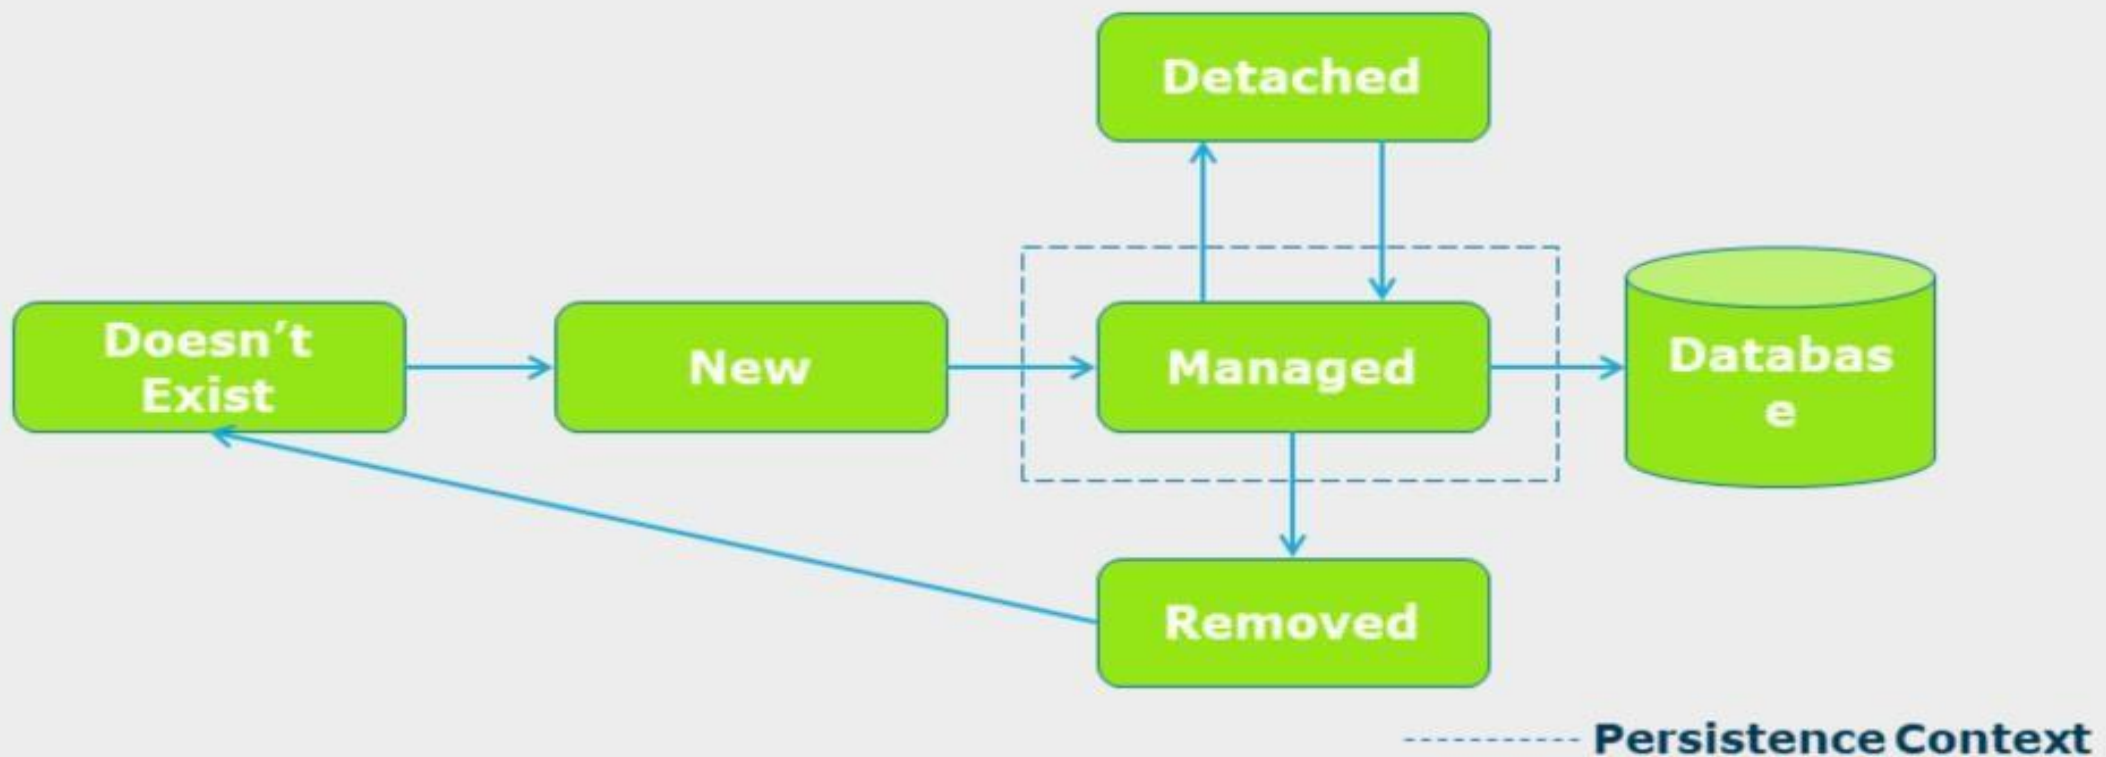 Detached
Doesn’t
Exist
New
Managed
Databas
e
Removed
Persistence Context